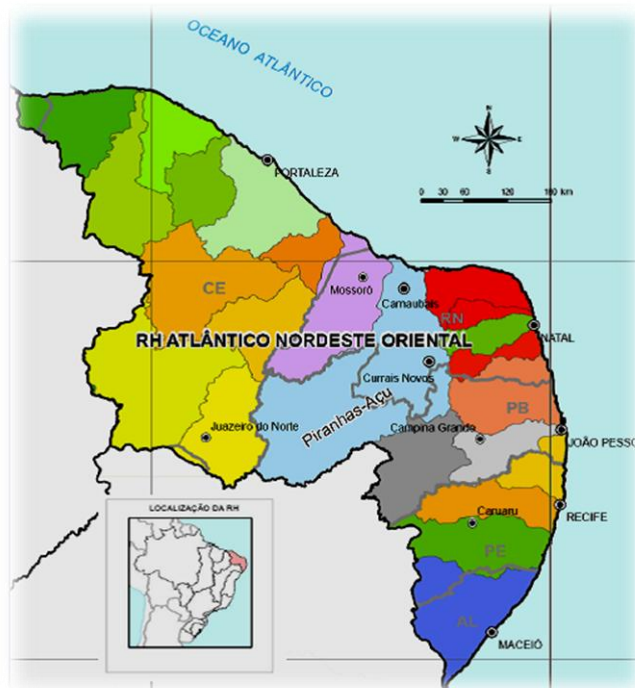 OCEANO ATLÂNTICO
N
W E
S
0 30 60 120 180 km
FORTALEZA
CE
Mossoró
Carnaubais
RN
NATAL
RH ATLÂNTICO NORDESTE ORIENTAL
Currais Novos
Piranhas-Açu
PB
Juazeiro do Norte
Campina Grande
JOÃO PESSO
RECIFE
Caruaru
PE
AL
MACEIÓ
LOCALIZAÇÃO DA RH